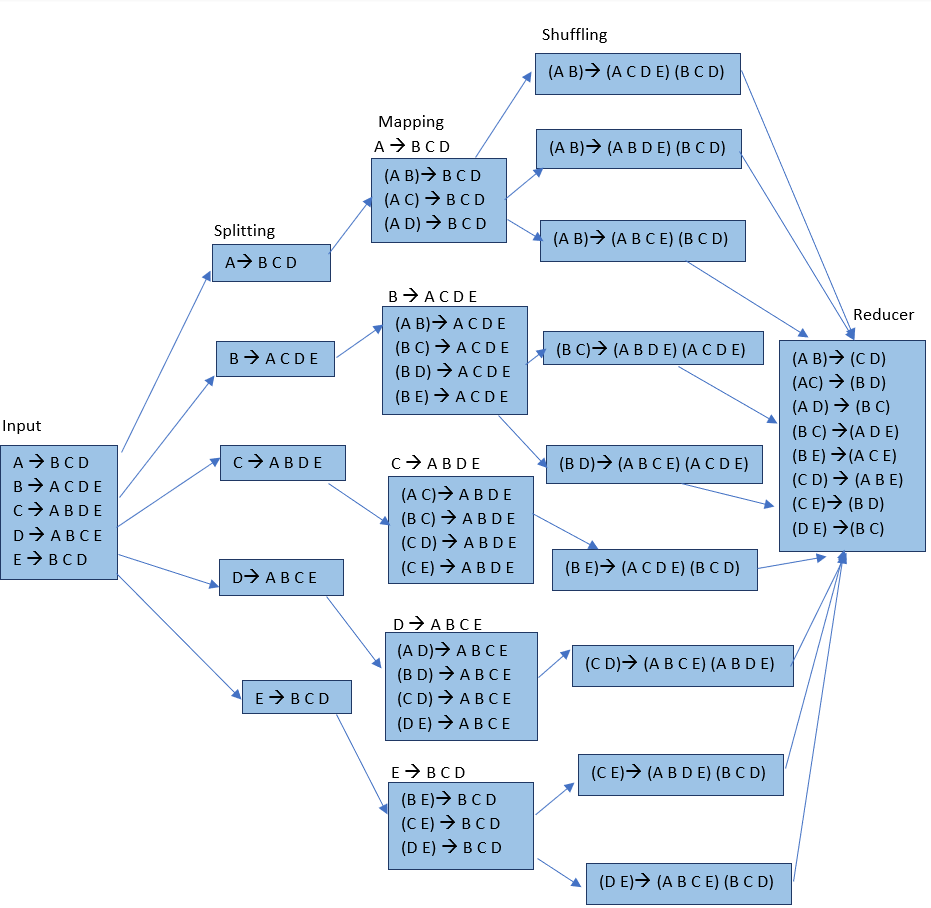 Input
A → B C D
B → A C D E
C → A B D E
D → A B C E
E → B C D
Splitting
A → B C D
B → A C D E
C → A B D E
D → A B C E
E → B C D
Mapping
A → B C D
(A B) → B C D
(A C) → B C D
(A D) → B C D
B → A C D E
(A B) → A C D E
(B C) → A C D E
(B D) → A C D E
(B E) → A C D E
C → A B D E
(A C) → A B D E
(B C) → A B D E
(C D) → A B D E
(C E) → A B D E
D → A B C E
(A D) → A B C E
(B D) → A B C E
(C D) → A B C E
(D E) → A B C E
E → B C D
(B E) → B C D
(C E) → B C D
(D E) → B C D
Shuffling
(A B) → (A C D E) (B C D)
(A B) → (A B D E) (B C D)
(A B) → (A B C E) (B C D)
(B C) → (A B D E) (A C D E)
(B D) → (A B C E) (A C D E)
(B E) → (A C D E) (B C D)
(C D) → (A B C E) (A B D E)
(C E) → (A B D E) (B C D)
(D E) → (A B C E) (B C D)
Reducer
(A B) → (C D)
(AC) → (B D)
(A D) → (B C)
(B C) → (A D E)
(B E) → (A C E)
(C D) → (A B E)
(C E) → (B D)
(D E) → (B C)